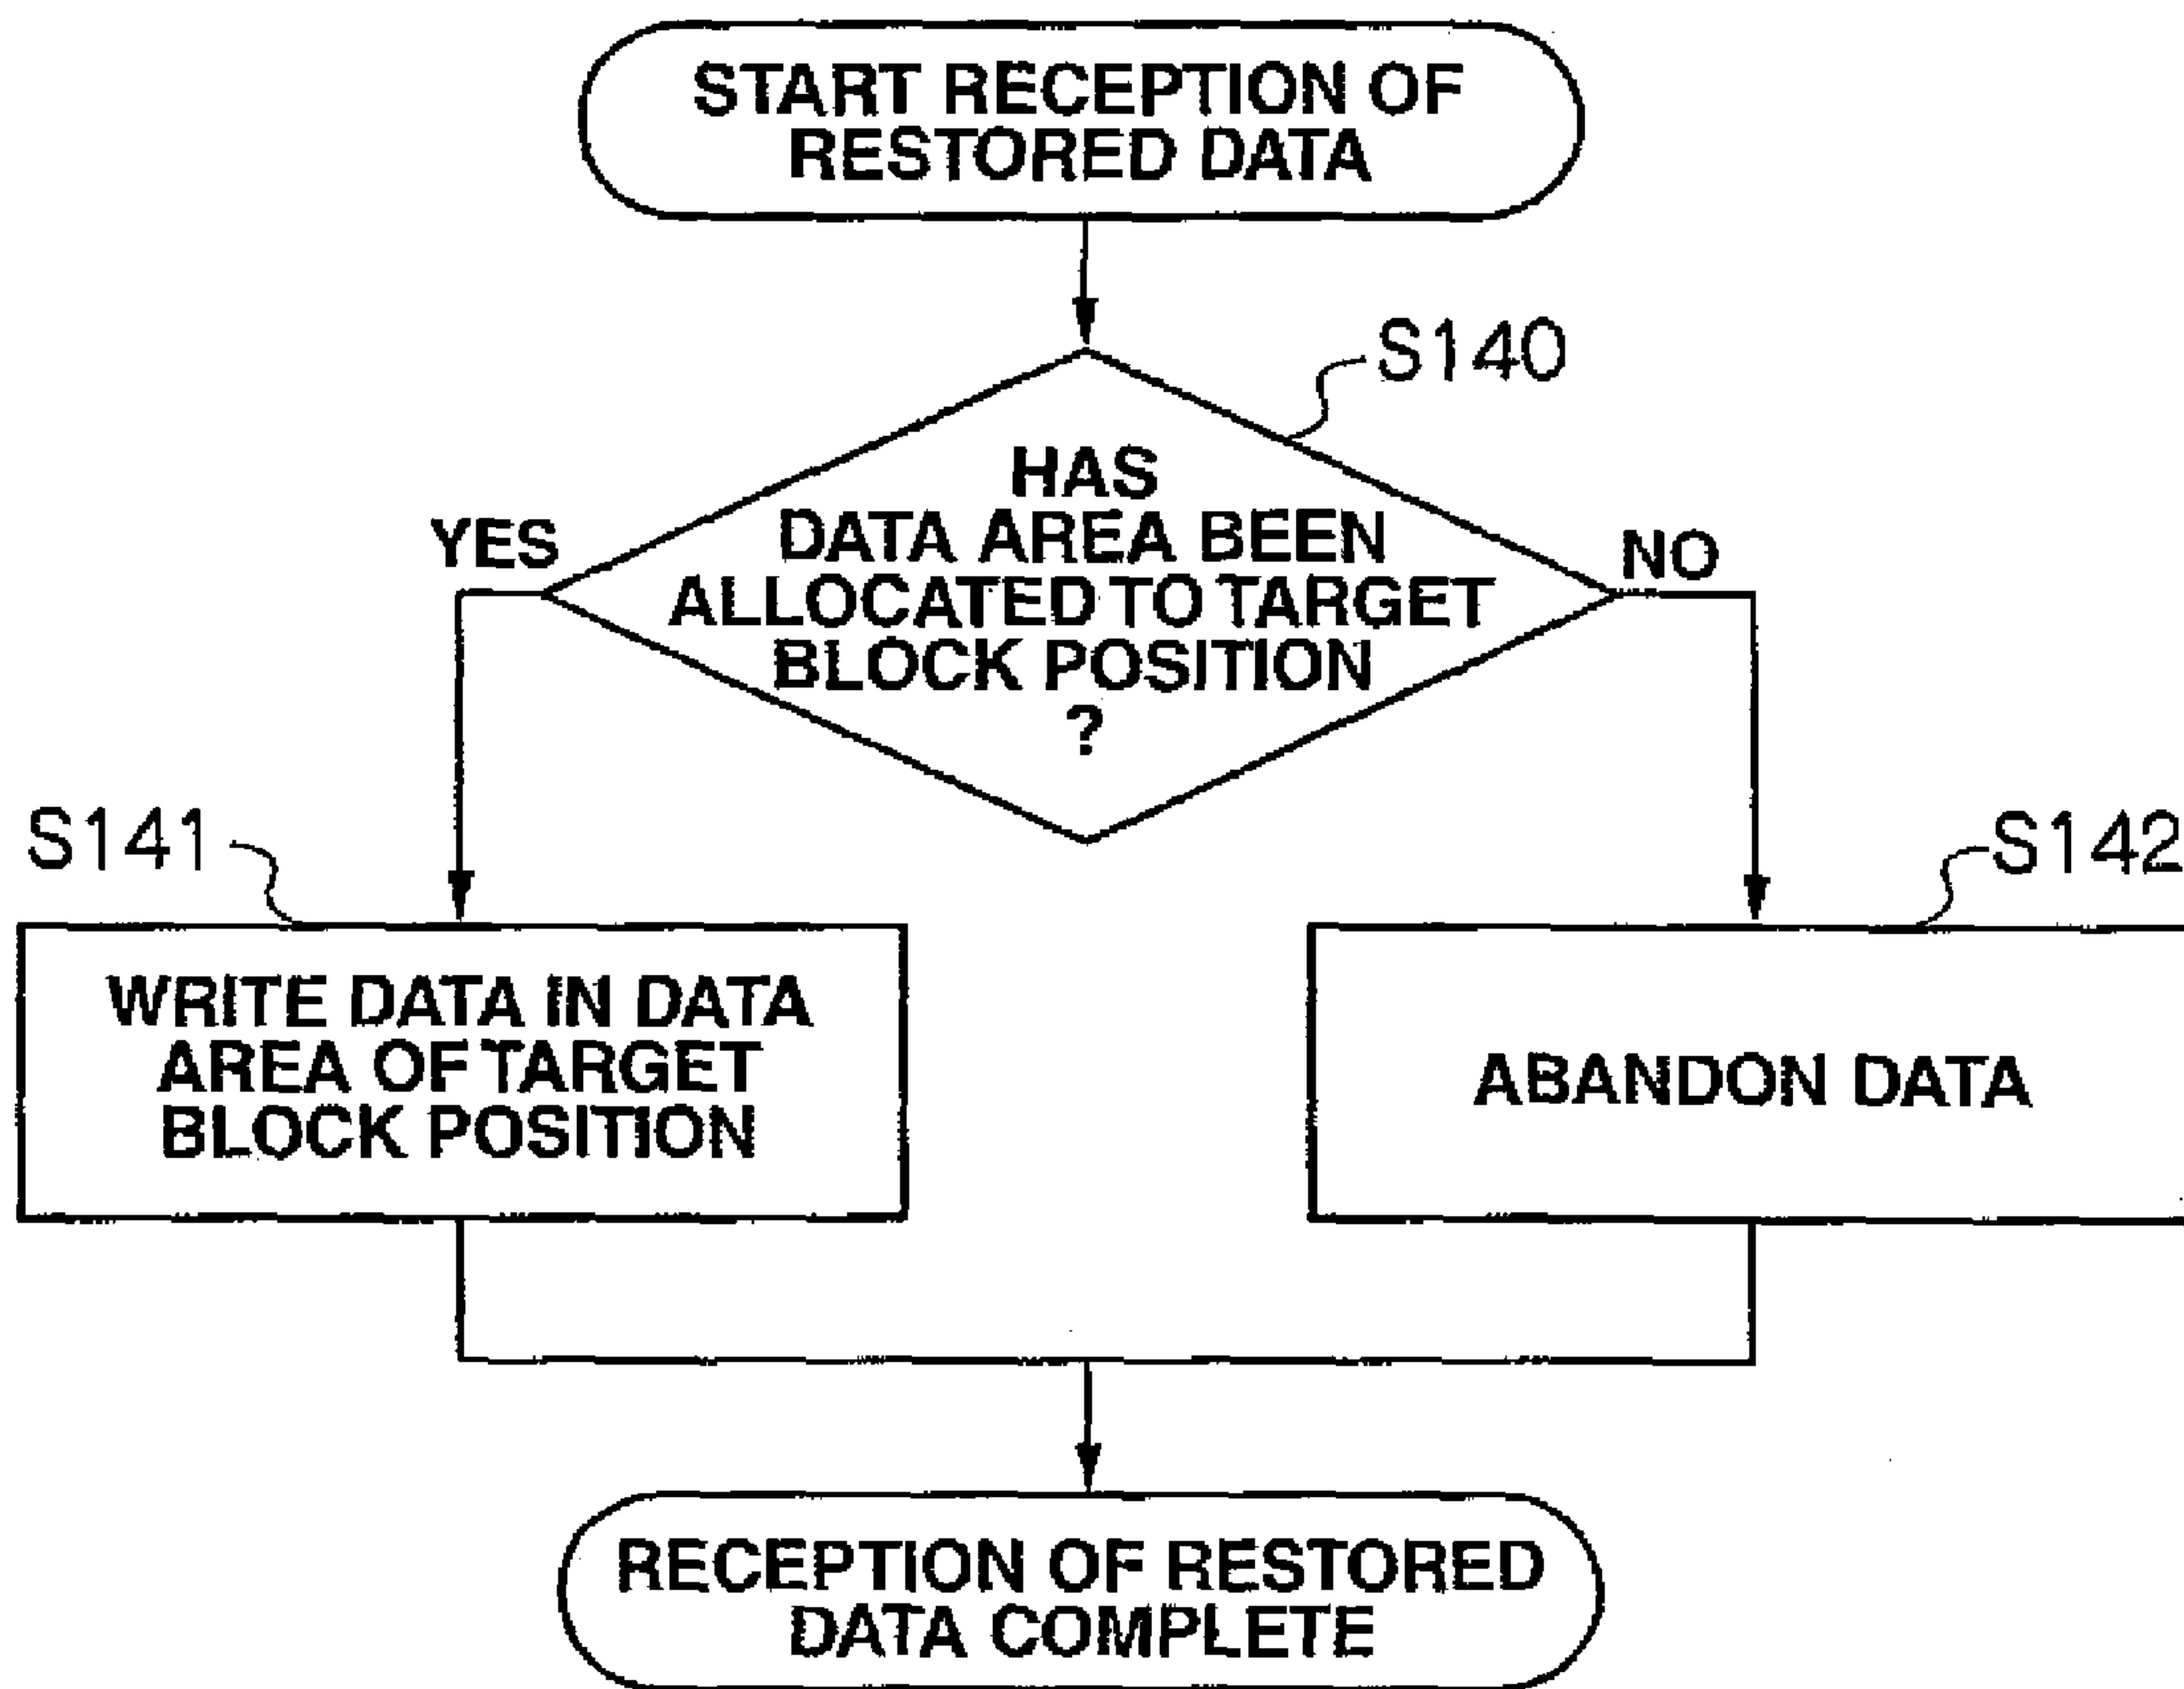 START RECEPTION OF
RESTORED DATA
S140
HAS
DATA AREA BEEN
ALLOCATED TO TARGET
BLOCK POSITION
?
YES
NO
S141
S142
WRITE DATA IN DATA
AREA OF TARGET
BLOCK POSITION
ABANDON DATA
RECEPTION OF RESTORED
DATA COMPLETE